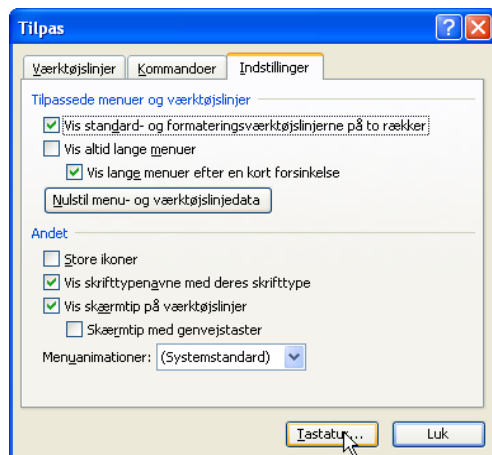 Tilpas
Værktøjslinjer Kommandoer Indstillinger
Tilpassede menuer og værktøjslinjer
Vis standard- og formateringsværktøjslinjerne på to rækker
Vis altid lange menuer
Vis lange menuer efter en kort forsinkelse
Nulstil menu- og værktøjslinjedata
Andet
Store ikoner
Vis skrifttypenavne med deres skrifttype
Vis skærmtip på værktøjslinjer
Skærmtip med genvejstaster
Menuanimationer: (Systemstandard)
Tastatur... Luk